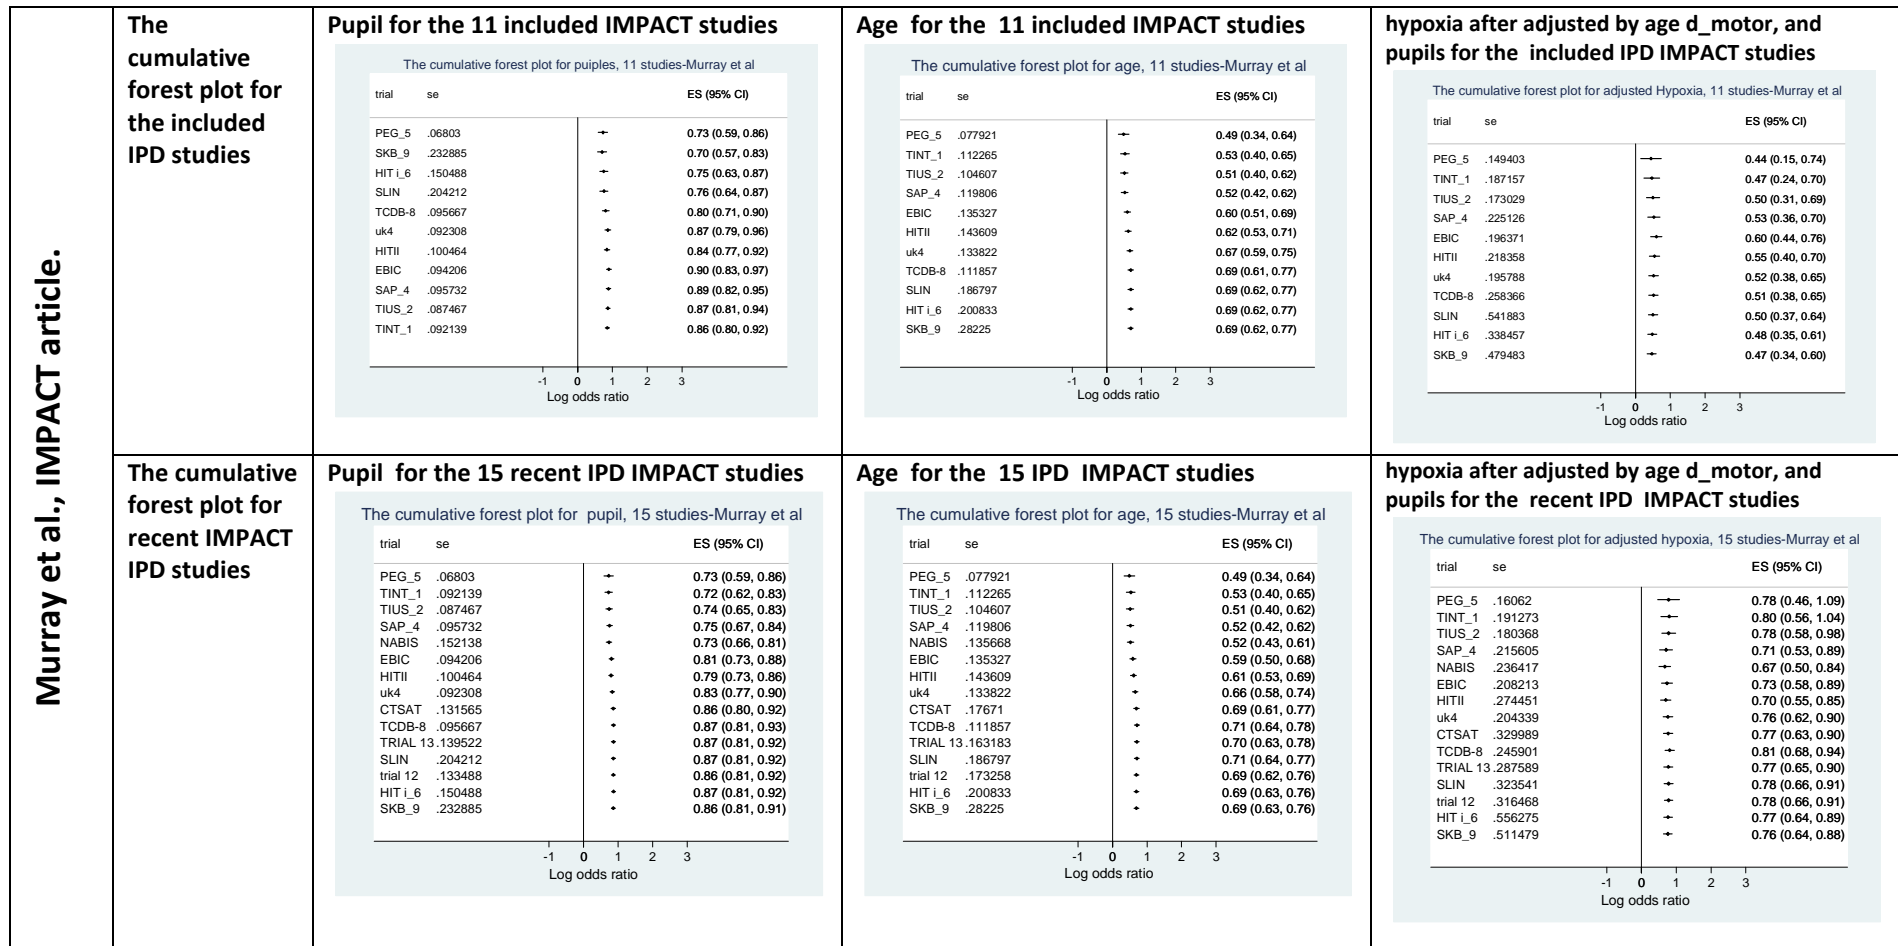 Murray et al., IMPACT article.
The
cumulative
forest plot for
the included
IPD studies
Pupil for the 11 included IMPACT studies
The cumulative forest plot for puiples, 11 studies-Murray et al
trial se ES (95% CI)
PEG_5 .06803 0.73 (0.59, 0.86)
SKB_9 .232885 0.70 (0.57, 0.83)
HIT i_6 .150488 0.75 (0.63, 0.87)
SLIN .204212 0.76 (0.64, 0.87)
TCDB-8 .095667 0.80 (0.71, 0.90)
uk4 .092308 0.87 (0.79, 0.96)
HITII .100464 0.84 (0.77, 0.92)
EBIC .094206 0.90 (0.83, 0.97)
SAP_4 .095732 0.89 (0.82, 0.95)
TIUS_2 .087467 0.87 (0.81, 0.94)
TINT_1 .092139 0.86 (0.80, 0.92)
-1 0 1 2 3
Log odds ratio
Age for the 11 included IMPACT studies
The cumulative forest plot for age, 11 studies-Murray et al
trial se ES (95% CI)
PEG_5 .077921 0.49 (0.34, 0.64)
TINT_1 .112265 0.53 (0.40, 0.65)
TIUS_2 .104607 0.51 (0.40, 0.62)
SAP_4 .119806 0.52 (0.42, 0.62)
EBIC .135327 0.60 (0.51, 0.69)
HITII .143609 0.62 (0.53, 0.71)
uk4 .133822 0.67 (0.59, 0.75)
TCDB-8 .111857 0.69 (0.61, 0.77)
SLIN .186797 0.69 (0.62, 0.77)
HIT i_6 .200833 0.69 (0.62, 0.77)
SKB_9 .28225 0.69 (0.62, 0.77)
-1 0 1 2 3
Log odds ratio
hypoxia after adjusted by age d_motor, and
pupils for the included IPD IMPACT studies
The cumulative forest plot for adjusted Hypoxia, 11 studies-Murray et al
trial se ES (95% CI)
PEG_5 .149403 0.44 (0.15, 0.74)
TINT_1 .187157 0.47 (0.24, 0.70)
TIUS_2 .173029 0.50 (0.31, 0.69)
SAP_4 .225126 0.53 (0.36, 0.70)
EBIC .196371 0.60 (0.44, 0.76)
HITII .218358 0.55 (0.40, 0.70)
uk4 .195788 0.52 (0.38, 0.65)
TCDB-8 .258366 0.51 (0.38, 0.65)
SLIN .541883 0.50 (0.37, 0.64)
HIT i_6 .338457 0.48 (0.35, 0.61)
SKB_9 .479483 0.47 (0.34, 0.60)
-1 0 1 2 3
Log odds ratio
The cumulative
forest plot for
recent IMPACT
IPD studies
Pupil for the 15 recent IPD IMPACT studies
The cumulative forest plot for pupil, 15 studies-Murray et al
trial se ES (95% CI)
PEG_5 .06803 0.73 (0.59, 0.86)
TINT_1 .092139 0.72 (0.62, 0.83)
TIUS_2 .087467 0.74 (0.65, 0.83)
SAP_4 .095732 0.75 (0.67, 0.84)
NABIS .152138 0.73 (0.66, 0.81)
EBIC .094206 0.81 (0.73, 0.88)
HITII .100464 0.79 (0.73, 0.86)
uk4 .092308 0.83 (0.77, 0.90)
CTSAT .131565 0.86 (0.80, 0.92)
TCDB-8 .095667 0.87 (0.81, 0.93)
TRIAL 13 .139522 0.87 (0.81, 0.92)
SLIN .204212 0.87 (0.81, 0.92)
trial 12 .133488 0.86 (0.81, 0.92)
HIT i_6 .150488 0.87 (0.81, 0.92)
SKB_9 .232885 0.86 (0.81, 0.91)
-1 0 1 2 3
Log odds ratio
Age for the 15 IPD IMPACT studies
The cumulative forest plot for age, 15 studies-Murray et al
trial se ES (95% CI)
PEG_5 .077921 0.49 (0.34, 0.64)
TINT_1 .112265 0.53 (0.40, 0.65)
TIUS_2 .104607 0.51 (0.40, 0.62)
SAP_4 .119806 0.52 (0.42, 0.62)
NABIS .135668 0.52 (0.43, 0.61)
EBIC .135327 0.59 (0.50, 0.68)
HITII .143609 0.61 (0.53, 0.69)
uk4 .133822 0.66 (0.58, 0.74)
CTSAT .17671 0.69 (0.61, 0.77)
TCDB-8 .111857 0.71 (0.64, 0.78)
TRIAL 13 .163183 0.70 (0.63, 0.78)
SLIN .186797 0.71 (0.64, 0.77)
trial 12 .173258 0.69 (0.62, 0.76)
HIT i_6 .200833 0.69 (0.63, 0.76)
SKB_9 .28225 0.69 (0.63, 0.76)
-1 0 1 2 3
Log odds ratio
hypoxia after adjusted by age d_motor, and
pupils for the recent IPD IMPACT studies
The cumulative forest plot for adjusted hypoxia, 15 studies-Murray et al
trial se ES (95% CI)
PEG_5 .16062 0.78 (0.46, 1.09)
TINT_1 .191273 0.80 (0.56, 1.04)
TIUS_2 .180368 0.78 (0.58, 0.98)
SAP_4 .215605 0.71 (0.53, 0.89)
NABIS .236417 0.67 (0.50, 0.84)
EBIC .208213 0.73 (0.58, 0.89)
HITII .274451 0.70 (0.55, 0.85)
uk4 .204339 0.76 (0.62, 0.90)
CTSAT .329989 0.77 (0.63, 0.90)
TCDB-8 .245901 0.81 (0.68, 0.94)
TRIAL 13 .287589 0.77 (0.65, 0.90)
SLIN .323541 0.78 (0.66, 0.91)
trial 12 .316468 0.78 (0.66, 0.91)
HIT i_6 .556275 0.77 (0.64, 0.89)
SKB_9 .511479 0.76 (0.64, 0.88)
-1 0 1 2 3
Log odds ratio